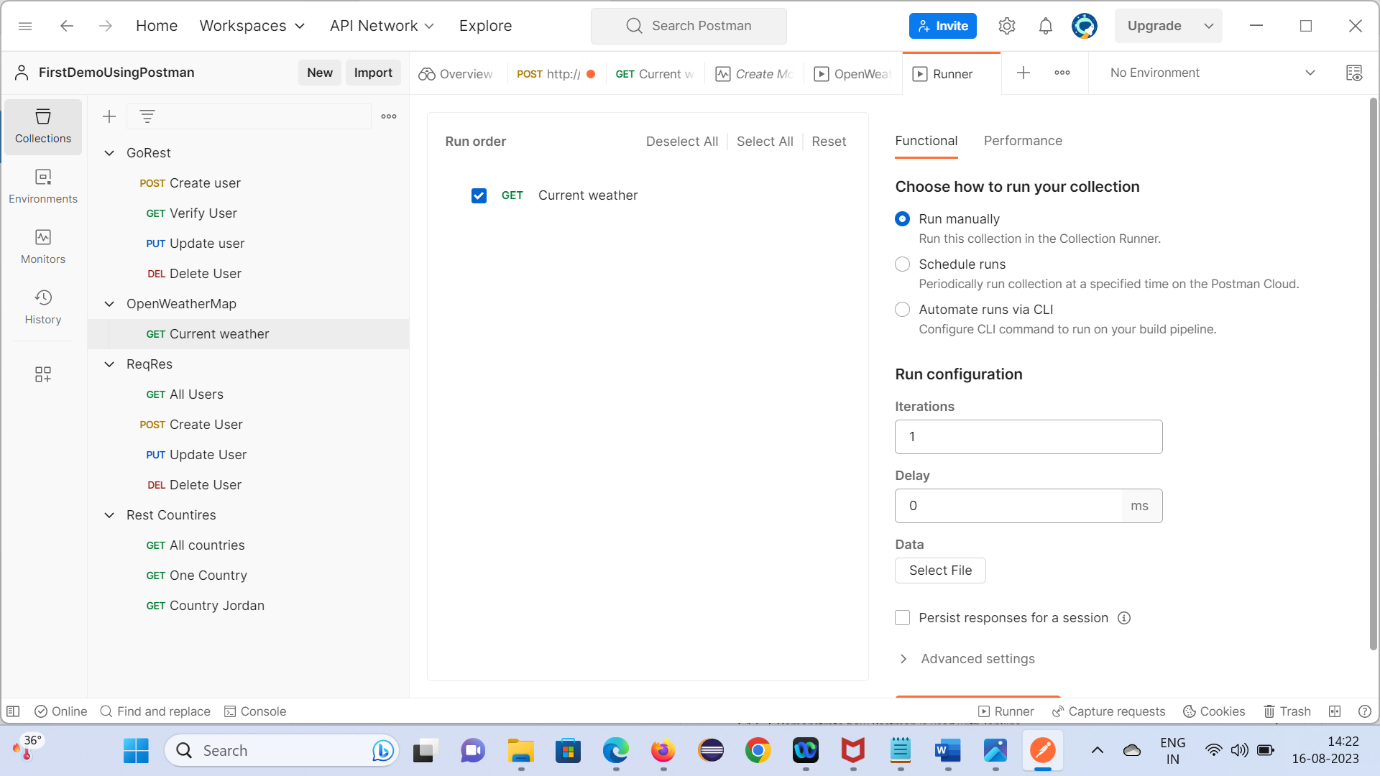 Home Workspaces API Network Explore Search Postman Invite Upgrade
FirstDemoUsingPostman New Import Overview POST http:// GET Current w Create Mo OpenWeat Runner No Environment
Collections
Environments
Monitors
History
GoRest
POST Create user
GET Verify User
PUT Update user
DEL Delete User
OpenWeatherMap
GET Current weather
ReqRes
GET All Users
POST Create User
PUT Update User
DEL Delete User
Rest Countires
GET All countries
GET One Country
GET Country Jordan
Run order Deselect All Select All Reset
GET Current weather
Functional Performance
Choose how to run your collection
Run manually
Run this collection in the Collection Runner.
Schedule runs
Periodically run collection at a specified time on the Postman Cloud.
Automate runs via CLI
Configure CLI command to run on your build pipeline.
Run configuration
Iterations
1
Delay
0 ms
Data
Select File
Persist responses for a session
Advanced settings
Online Find and replace Console Runner Capture requests Cookies Trash
36°
Search
ENG
IN
14:22
16-08-2023